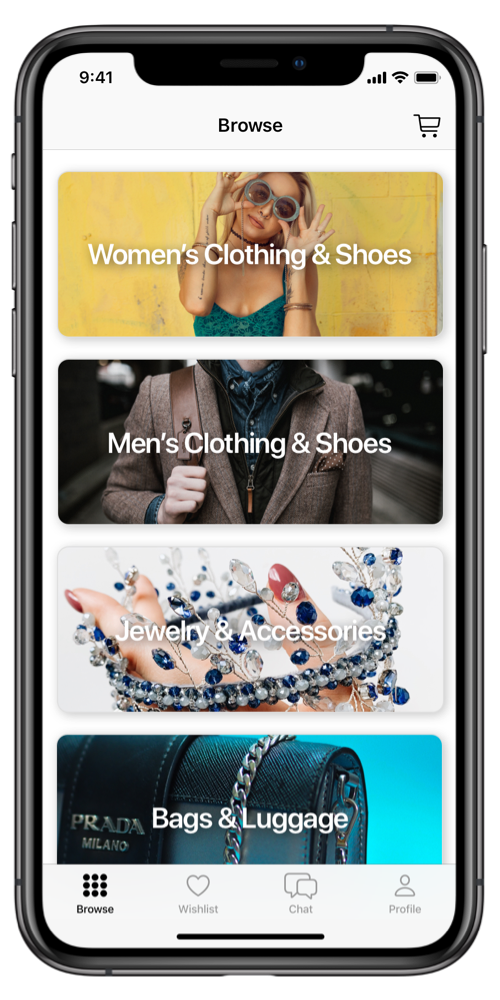 9:41
Browse
Women's Clothing & Shoes
Men's Clothing & Shoes
Jewelry & Accessories
PRADA
MILANO
Bags & Luggage
Browse
Wishlist
Chat
Profile